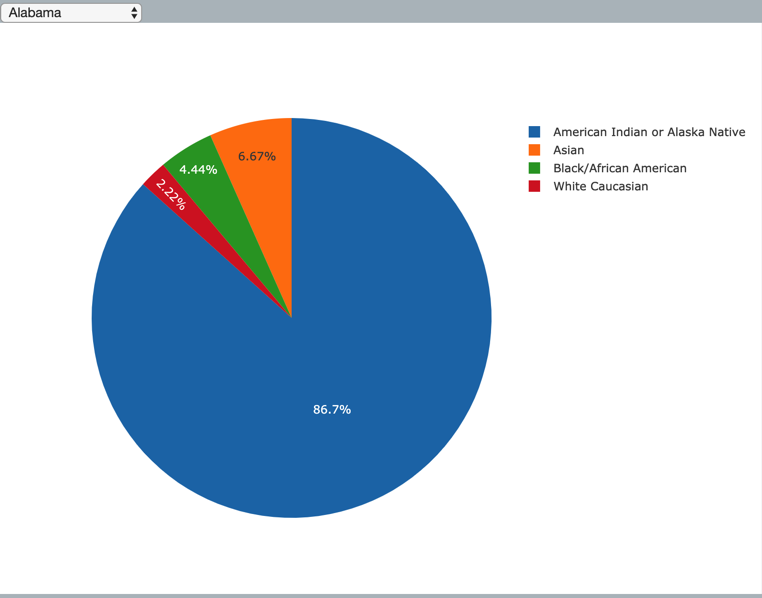 Alabama
American Indian or Alaska Native
Asian
Black/African American
White Caucasian
6.67%
4.44%
2.22%
86.7%